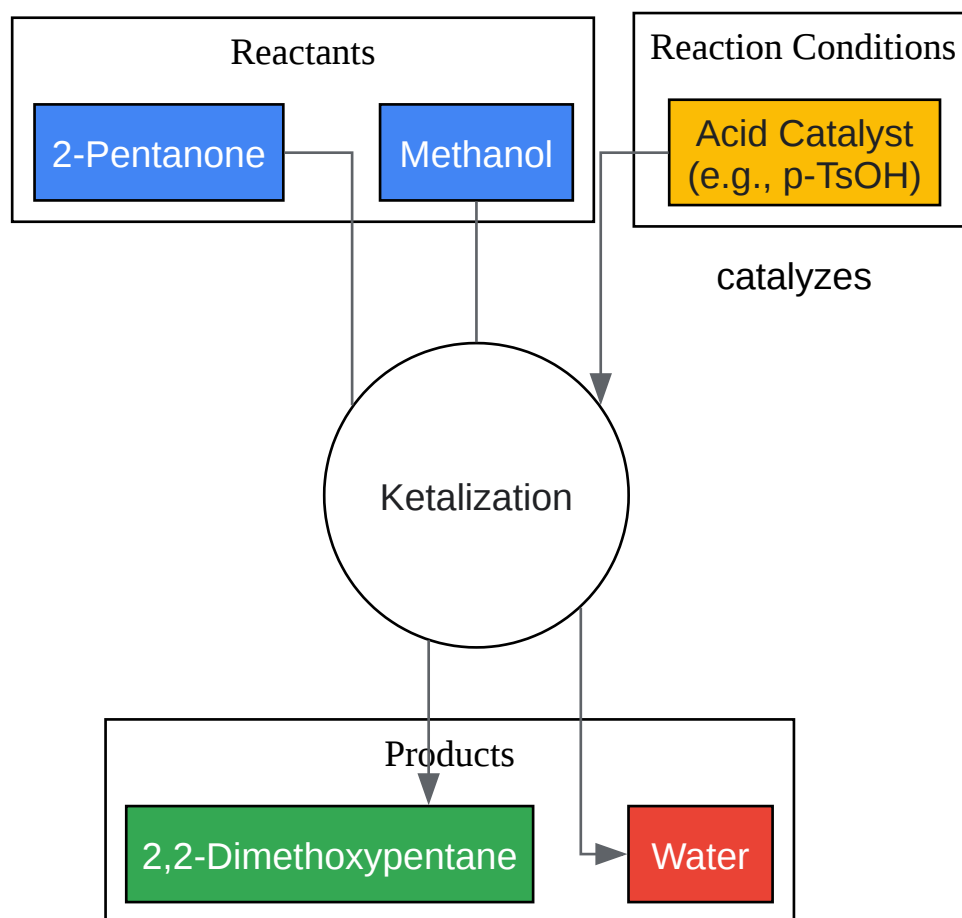 Reactants
Reaction Conditions
2-Pentanone
Methanol
Acid Catalyst
(e.g., p-TsOH)
catalyzes
Ketalization
Products
2,2-Dimethoxypentane
Water